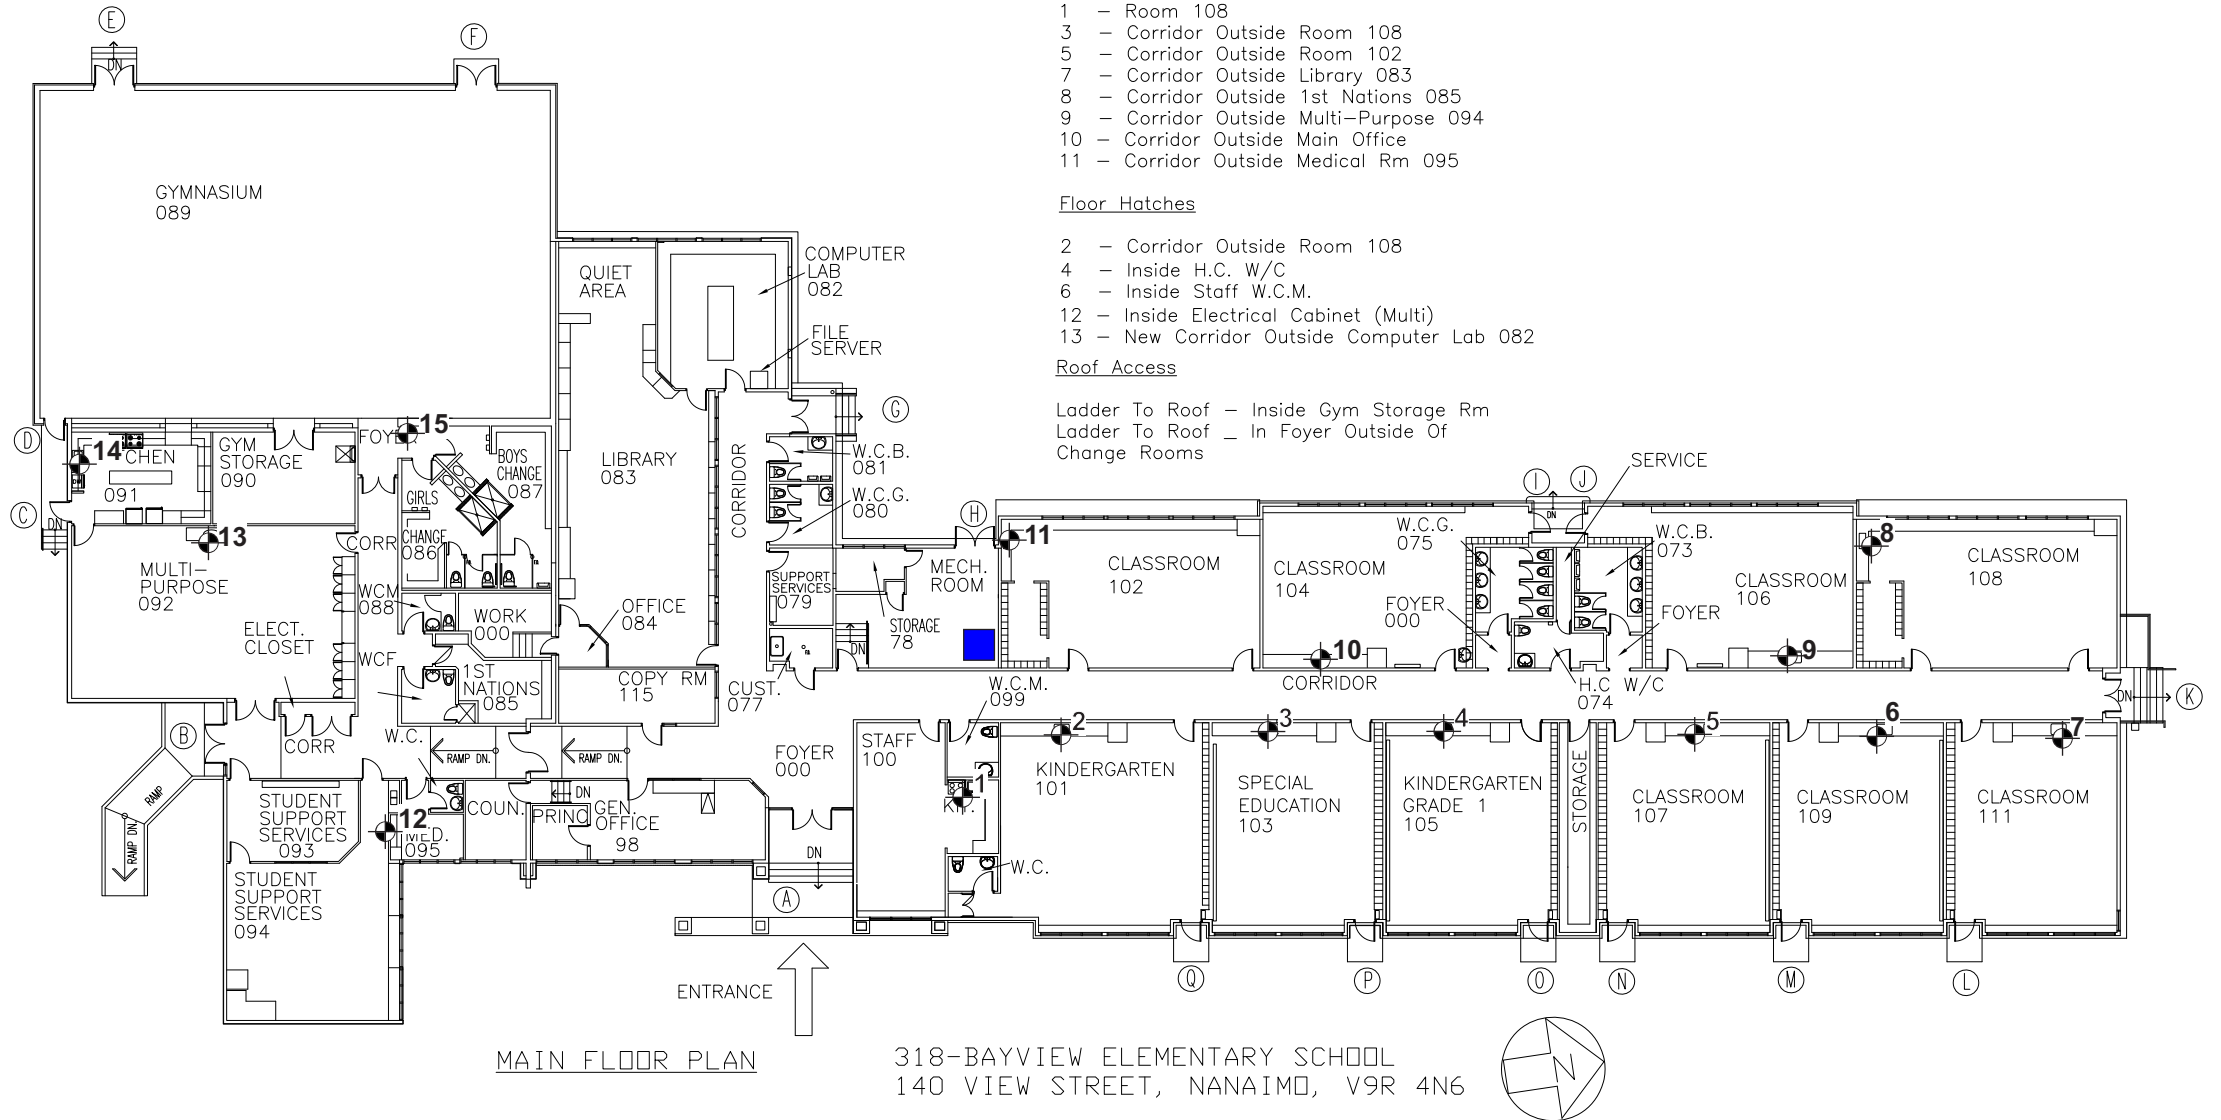 1 – Room 108
3 – Corridor Outside Room 108
5 – Corridor Outside Room 102
7 – Corridor Outside Library 083
8 – Corridor Outside 1st Nations 085
9 – Corridor Outside Multi–Purpose 094
10 – Corridor Outside Main Office
11 – Corridor Outside Medical Rm 095
Floor Hatches
2 – Corridor Outside Room 108
4 – Inside H.C. W/C
6 – Inside Staff W.C.M.
12 – Inside Electrical Cabinet (Multi)
13 – New Corridor Outside Computer Lab 082
Roof Access
Ladder To Roof – Inside Gym Storage Rm
Ladder To Roof _ In Foyer Outside Of
Change Rooms
E
F
DN
GYMNASIUM
089
QUIET
AREA
COMPUTER
LAB
082
FILE
SERVER
G
D
14
CHEN
091
GYM
STORAGE
090
FOYE
15
BOYS
CHANGE
087
GIRLS
CHANGE
086
LIBRARY
083
CORRIDOR
W.C.B.
081
W.C.G.
080
C
DN
13
MULTI–
PURPOSE
092
CORR
WCM
088
WORK
000
ELECT.
CLOSET
WCF
1ST
NATIONS
085
OFFICE
084
COPY RM
115
SUPPORT
SERVICES
079
CUST.
077
STORAGE
78
DN
MECH.
ROOM
H
11
CLASSROOM
102
CLASSROOM
104
10
W.C.G.
075
I
J
DN
SERVICE
W.C.B.
073
FOYER
000
FOYER
CLASSROOM
106
9
8
CLASSROOM
108
CORRIDOR
H.C W/C
074
DN
K
B
CORR
W.C.
RAMP DN.
RAMP DN.
RAMP
RAMP DN.
STUDENT
SUPPORT
SERVICES
093
12
MED.
095
COUN.
DN
PRINC.
GEN.
OFFICE
98
FOYER
000
DN
A
STUDENT
SUPPORT
SERVICES
094
STAFF
100
W.C.M.
099
1
KIT.
W.C.
2
KINDERGARTEN
101
3
SPECIAL
EDUCATION
103
4
KINDERGARTEN
GRADE 1
105
STORAGE
5
CLASSROOM
107
6
CLASSROOM
109
7
CLASSROOM
111
Q
P
O
N
M
L
ENTRANCE
MAIN FLOOR PLAN
318-BAYVIEW ELEMENTARY SCHOOL
140 VIEW STREET, NANAIMO, V9R 4N6
N